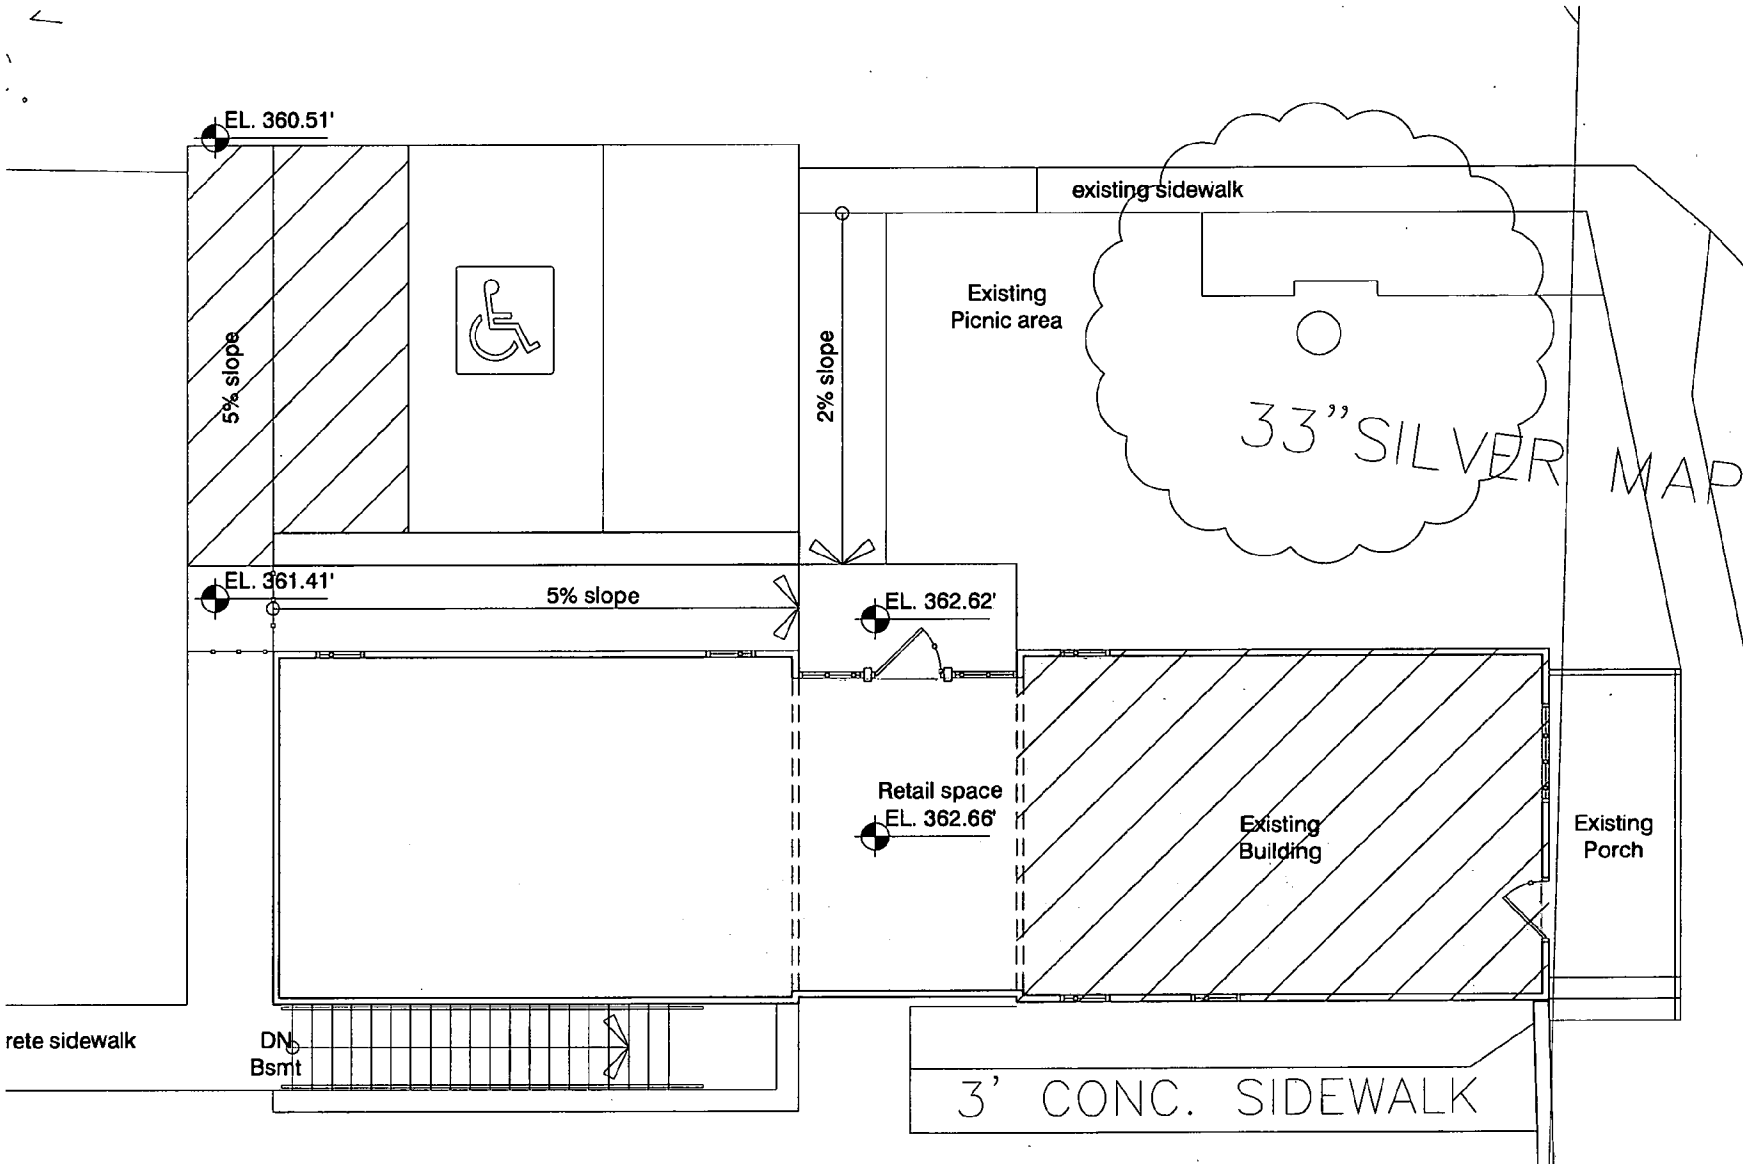 EL. 360.51'
existing sidewalk
Existing
Picnic area
5% slope
2% slope
33" SILVER MAP
EL. 361.41'
5% slope
EL. 362.62'
Retail space
EL. 362.66'
Existing
Building
Existing
Porch
rete sidewalk
DN
Bsmt
3' CONC. SIDEWALK